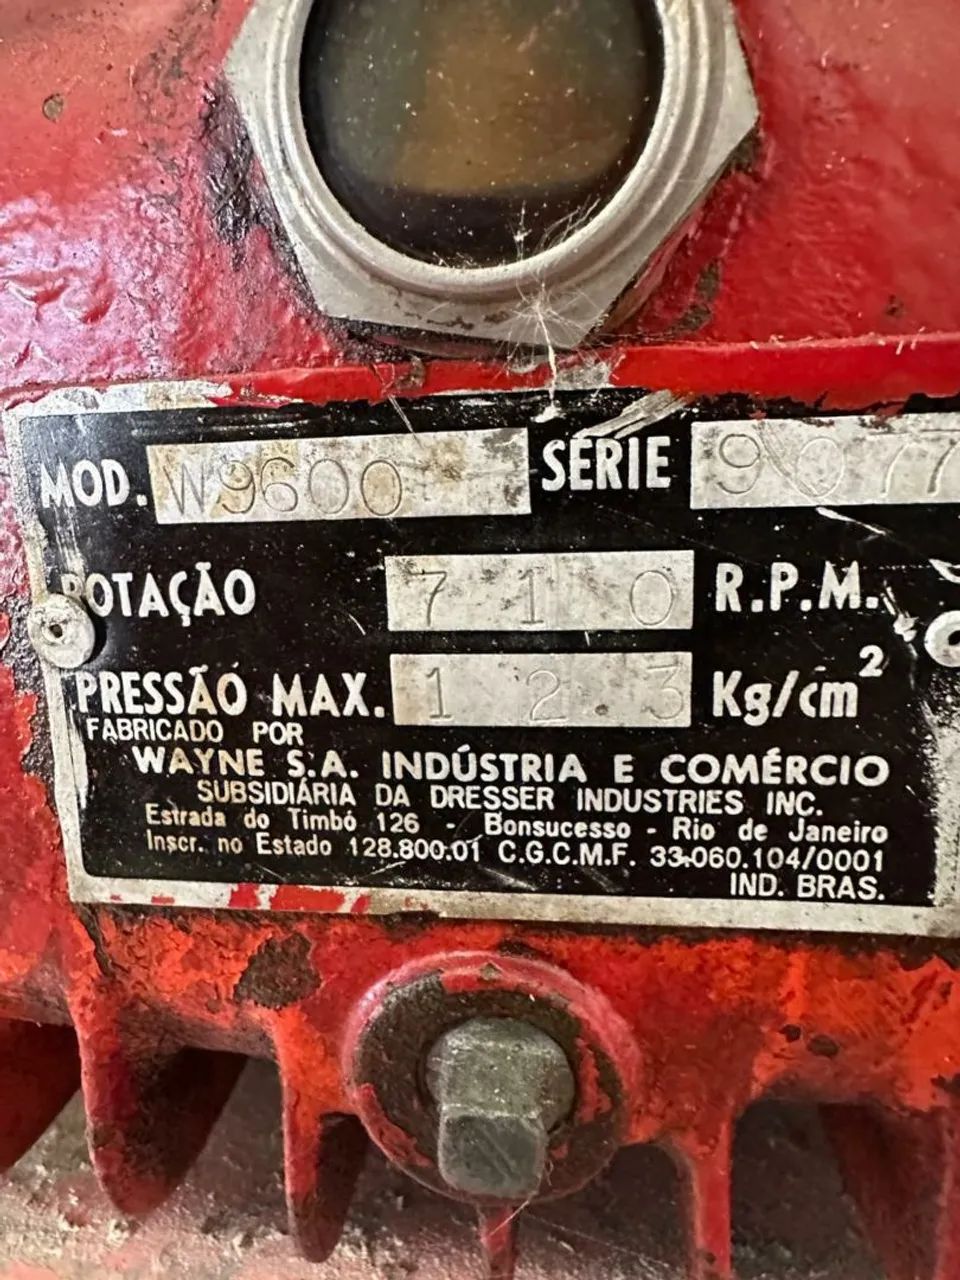 MOD. W9600 SÉRIE 9077
ROTAÇÃO 710 R.P.M.
PRESSÃO MAX. 12.3 Kg/cm²
FABRICADO POR
WAYNE S.A. INDÚSTRIA E COMÉRCIO
SUBSIDIÁRIA DA DRESSER INDUSTRIES INC.
Estrada do Timbó 126 - Bonsucesso - Rio de Janeiro
Inscr. no Estado 128.800.01 C.G.C.M.F. 33.060.104/0001
IND. BRAS.